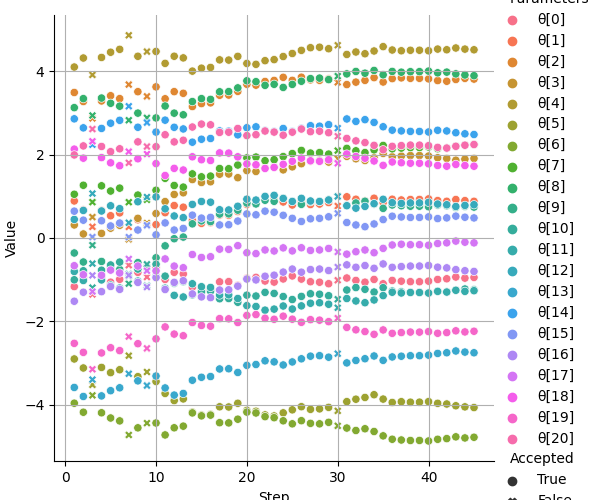 Parameters
θ[0]
θ[1]
θ[2]
θ[3]
θ[4]
θ[5]
θ[6]
θ[7]
θ[8]
θ[9]
θ[10]
θ[11]
θ[12]
θ[13]
θ[14]
θ[15]
θ[16]
θ[17]
θ[18]
θ[19]
θ[20]
Accepted
True
False
Value
4
2
0
−2
−4
0
10
20
30
40
Step